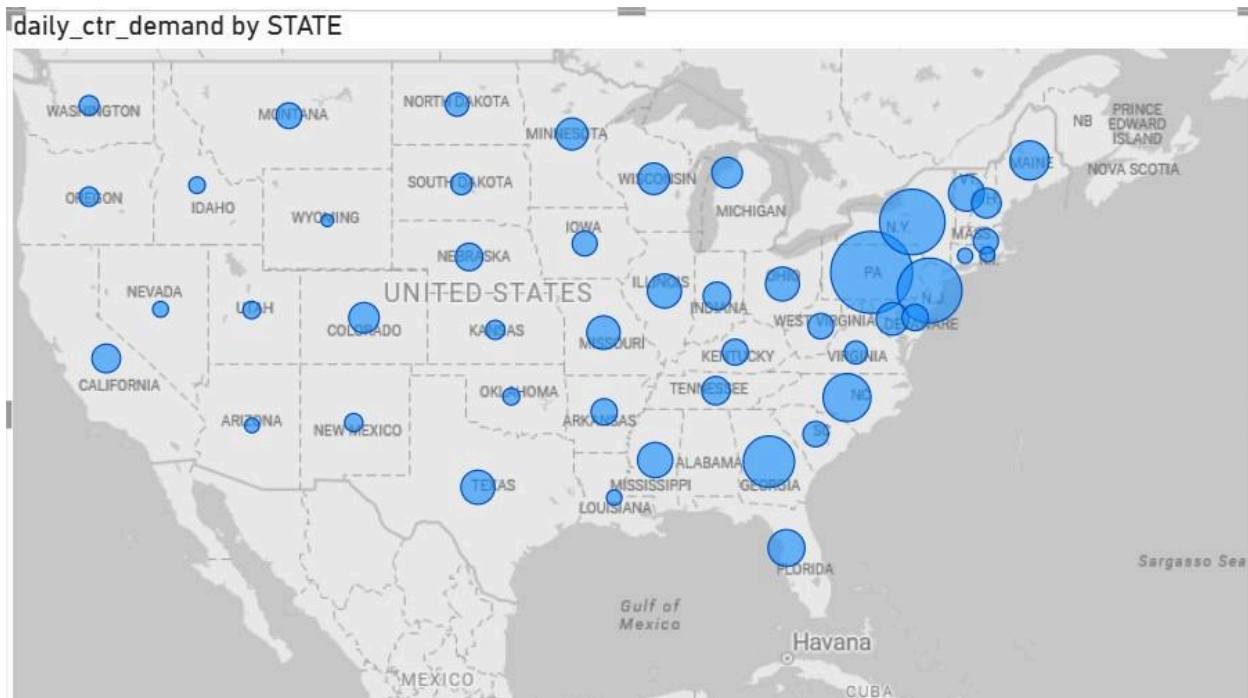 daily_ctr_demand by STATE
WASHINGTON
MONTANA
NORTH DAKOTA
MINNESOTA
NB
PRINCE
EDWARD
ISLAND
NOVA SCOTIA
MAINE
OREGON
IDAHO
WYOMING
SOUTH DAKOTA
WISCONSIN
MICHIGAN
VT.
N.Y.
MASS
IOWA
NEBRASKA
NEVADA
UTAH
UNITED STATES
ILLINOIS
INDIANA
OHIO
PA
N.J.
COLORADO
KANSAS
MISSOURI
WEST VIRGINIA
DELAWARE
KENTUCKY
VIRGINIA
CALIFORNIA
OKLAHOMA
TENNESSEE
NC
ARIZONA
NEW MEXICO
ARKANSAS
SC
ALABAMA
MISSISSIPPI
GEORGIA
TEXAS
LOUISIANA
FLORIDA
Sargasso Sea
Gulf of
Mexico
Havana
MEXICO
CUBA